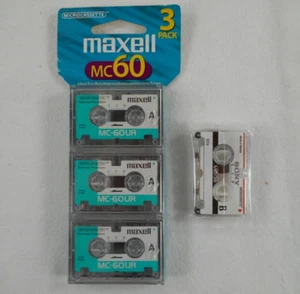 MICROCASSETTE
3
PACK
maxell
MC60
maxell
A
MC-60UR
maxell
A
MC-60UR
maxell
A
MC-60UR
SONY
B